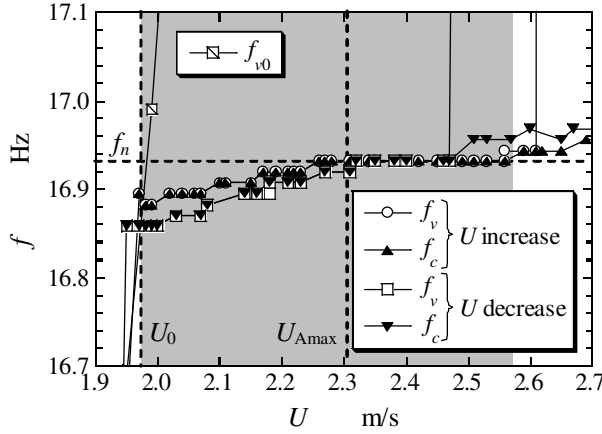 17.1
17.0
16.9
16.8
16.7
f Hz
f_v0
f_n
f_v
f_c
U increase
f_v
f_c
U decrease
U_0
U_Amax
1.9 2.0 2.1 2.2 2.3 2.4 2.5 2.6 2.7
U m/s